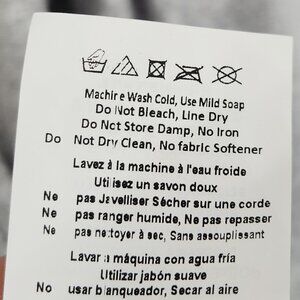 Machine Wash Cold, Use Mild Soap
Do Not Bleach, Line Dry
Do Not Store Damp, No Iron
Do Not Dry Clean, No fabric Softener
Lavez à la machine à l'eau froide
Utilisez un savon doux
Ne pas Javelliser Sécher sur une corde
Ne pas ranger humide, Ne pas repasser
Ne pas nettoyer à sec, Sans assouplissant
Lavar a máquina con agua fría
Utilizar jabón suave
No usar blanqueador, Secar al aire